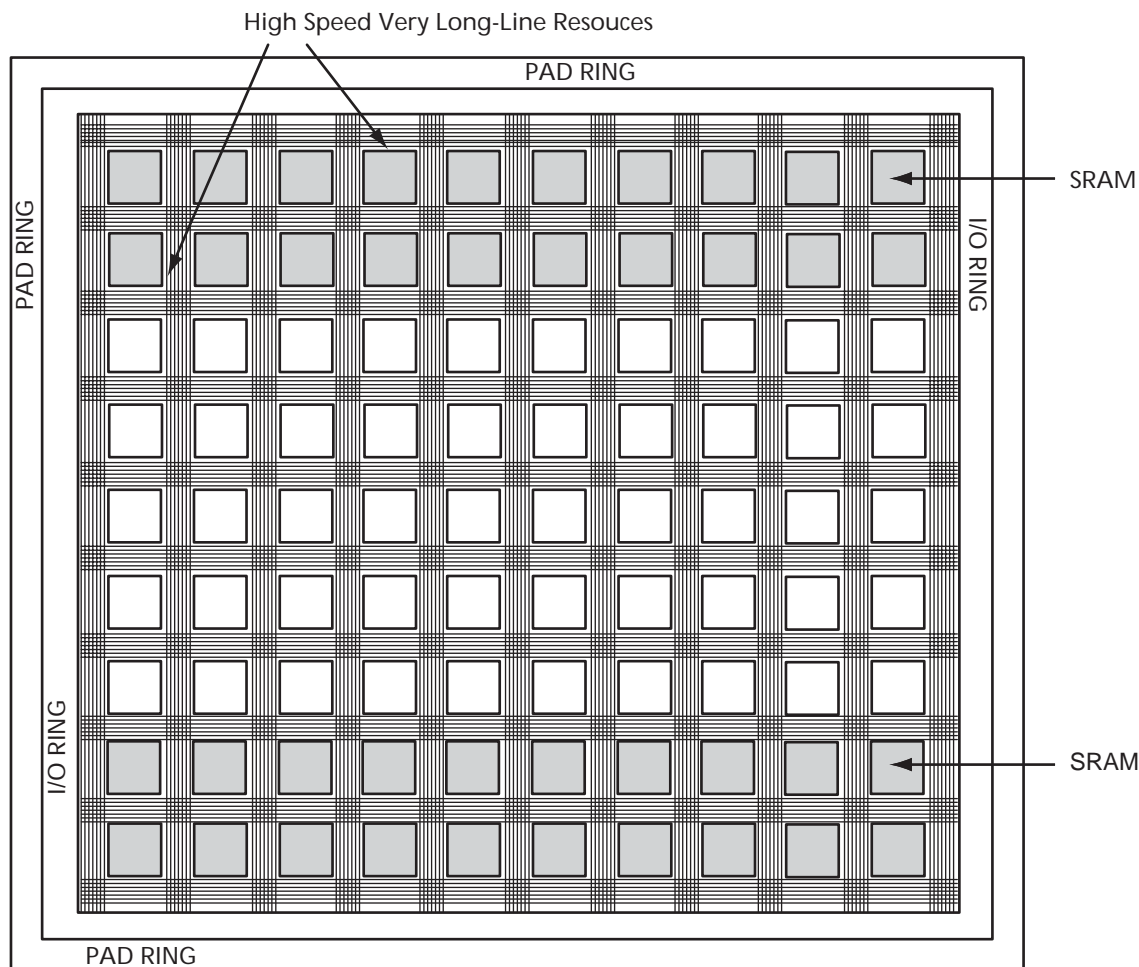 High Speed Very Long-Line Resouces
PAD RING
SRAM
PAD RING
I/O RING
I/O RING
SRAM
PAD RING